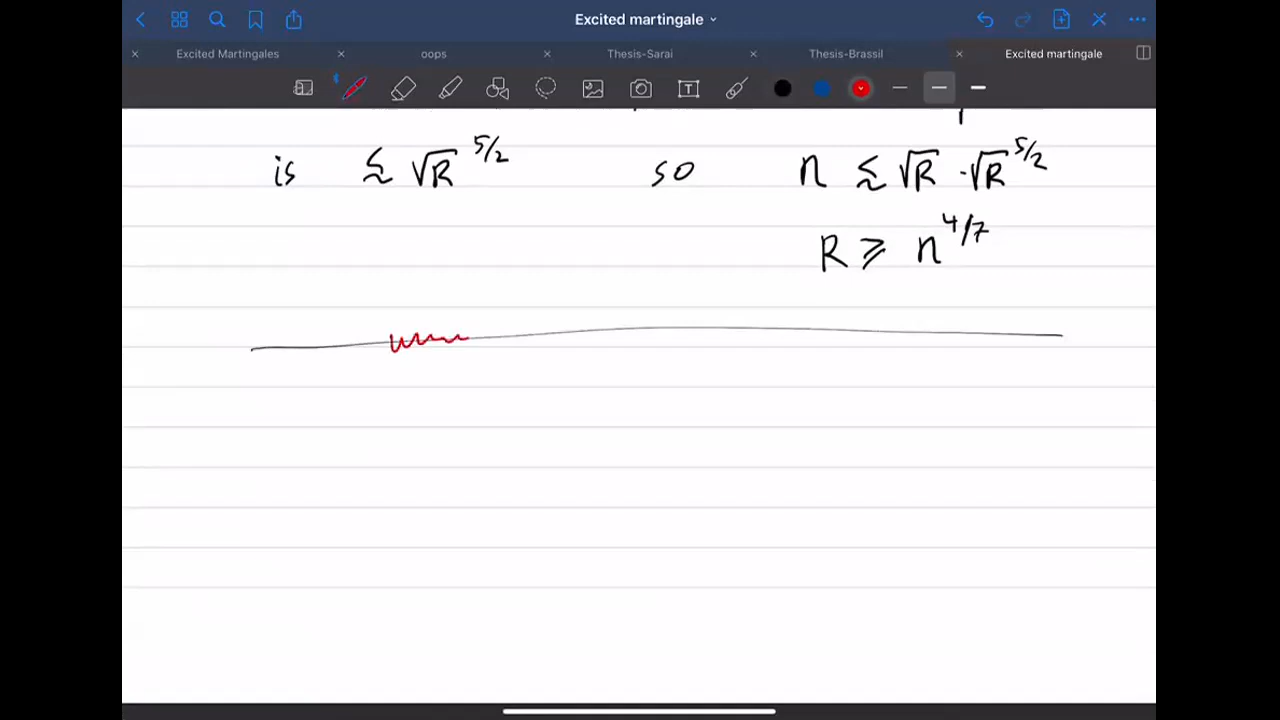 Excited martingale
Excited Martingales oops Thesis-Sarai Thesis-Brassil Excited martingale
T
is ≲ √R^{5/2} so n ≲ √R · √R^{5/2}
R ⩾ n^{4/7}